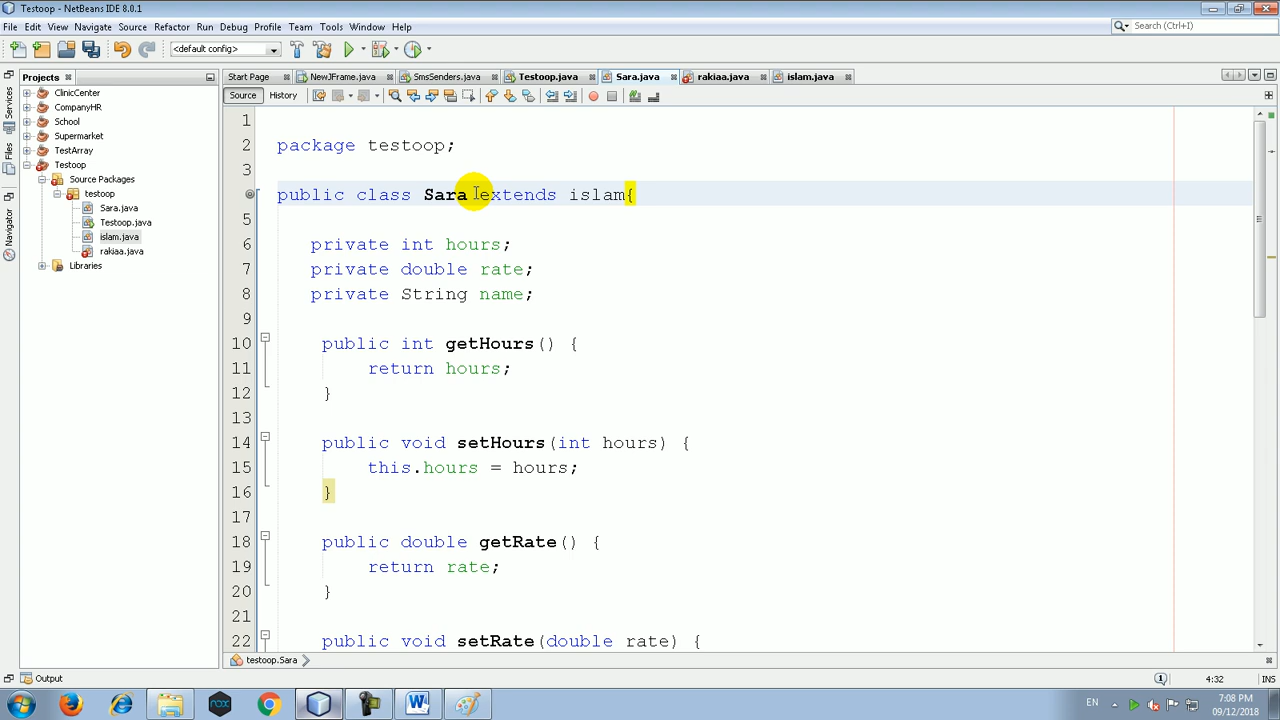 Testoop - NetBeans IDE 8.0.1
File Edit View Navigate Source Refactor Run Debug Profile Team Tools Window Help
Search (Ctrl+I)
<default config>
Projects
Start Page NewJFrame.java SmsSenders.java Testoop.java Sara.java rakiaa.java islam.java
Source History
Services
Files
Navigator
ClinicCenter
CompanyHR
School
Supermarket
TestArray
Testoop
Source Packages
testoop
Sara.java
Testoop.java
islam.java
rakiaa.java
Libraries
1
2 package testoop;
3
public class Sara extends islam{
5
6 private int hours;
7 private double rate;
8 private String name;
9
10 public int getHours() {
11 return hours;
12 }
13
14 public void setHours(int hours) {
15 this.hours = hours;
16 }
17
18 public double getRate() {
19 return rate;
20 }
21
22 public void setRate(double rate) {
testoop.Sara
Output
1 4:32 INS
EN 7:08 PM
09/12/2018